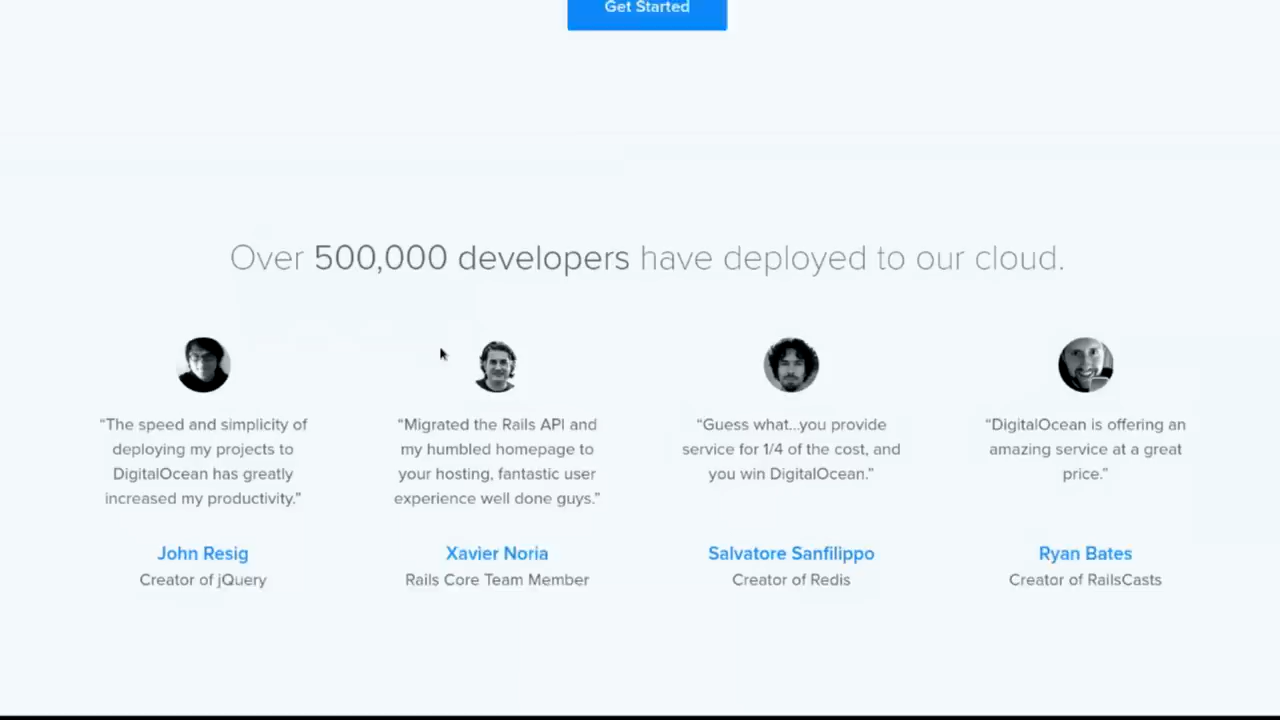 Get Started
Over 500,000 developers have deployed to our cloud.
“The speed and simplicity of
deploying my projects to
DigitalOcean has greatly
increased my productivity.”
John Resig
Creator of jQuery
“Migrated the Rails API and
my humbled homepage to
your hosting, fantastic user
experience well done guys.”
Xavier Noria
Rails Core Team Member
“Guess what...you provide
service for 1/4 of the cost, and
you win DigitalOcean.”
Salvatore Sanfilippo
Creator of Redis
“DigitalOcean is offering an
amazing service at a great
price.”
Ryan Bates
Creator of RailsCasts